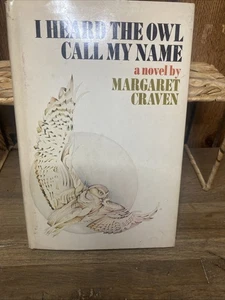 I HEARD THE OWL
CALL MY NAME
a novel by
MARGARET
CRAVEN